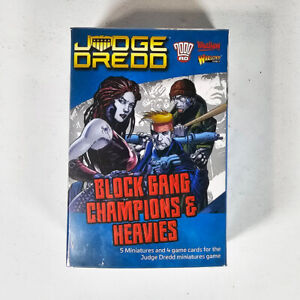 JUDGE DREDD
2000 AD
WARLORD
BLOCK GANG
CHAMPIONS &
HEAVIES
5 Miniatures and 4 game cards for the
Judge Dredd miniatures game